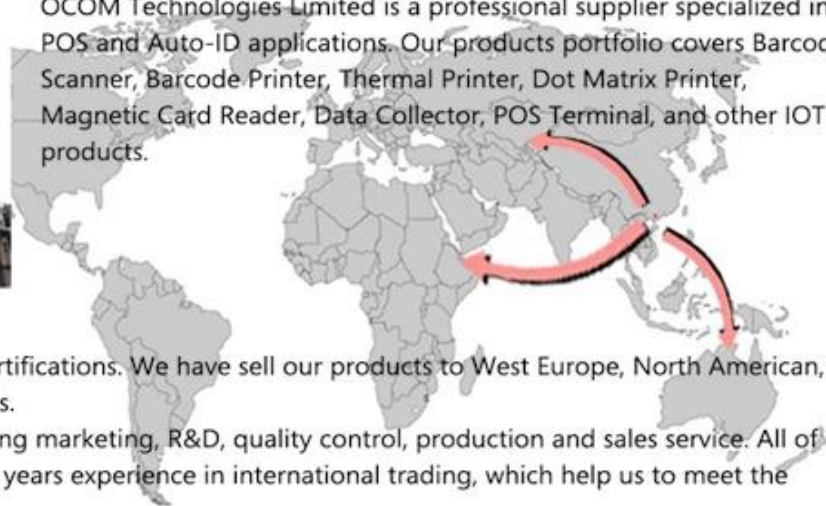 OCOM Technologies Limited is a professional supplier specialized in
POS and Auto-ID applications. Our products portfolio covers Barcod
Scanner, Barcode Printer, Thermal Printer, Dot Matrix Printer,
Magnetic Card Reader, Data Collector, POS Terminal, and other IOT
products.
rtifications. We have sell our products to West Europe, North American,
s.
ng marketing, R&D, quality control, production and sales service. All of
years experience in international trading, which help us to meet the